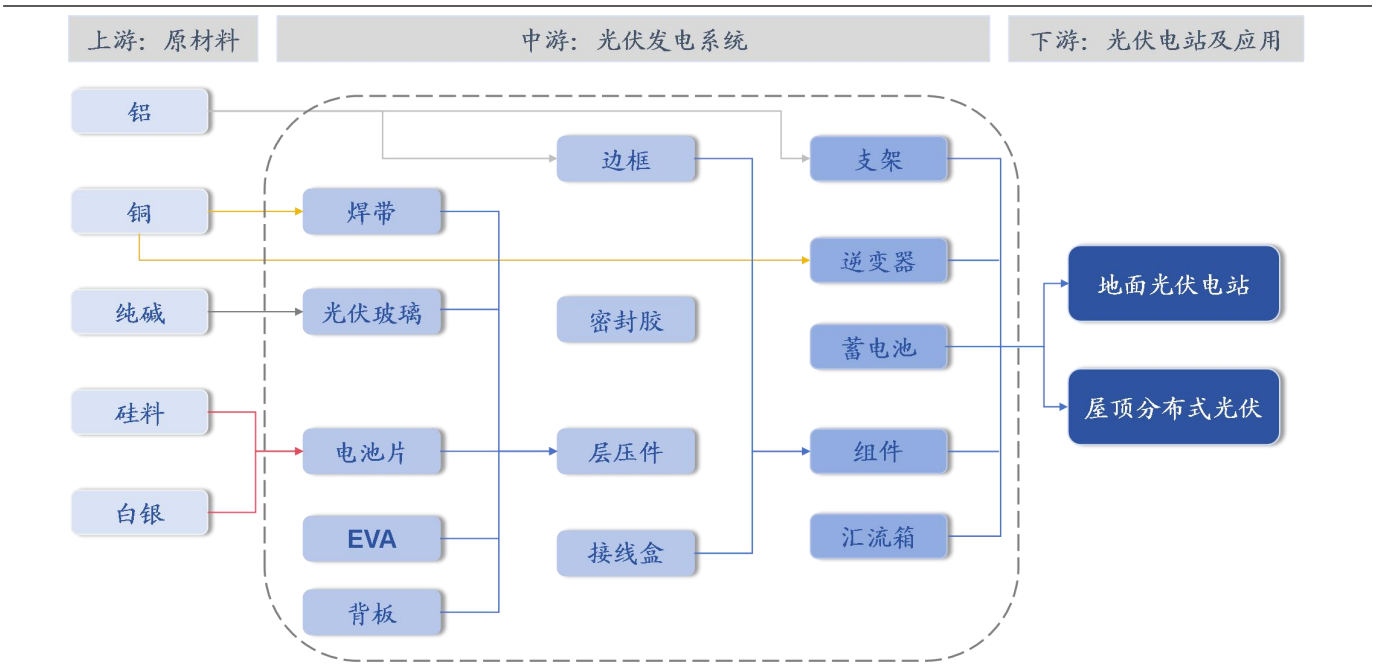 上游：原材料
中游：光伏发电系统
下游：光伏电站及应用
铝
铜
纯碱
硅料
白银
焊带
光伏玻璃
电池片
EVA
背板
边框
密封胶
层压件
接线盒
支架
逆变器
蓄电池
组件
汇流箱
地面光伏电站
屋顶分布式光伏